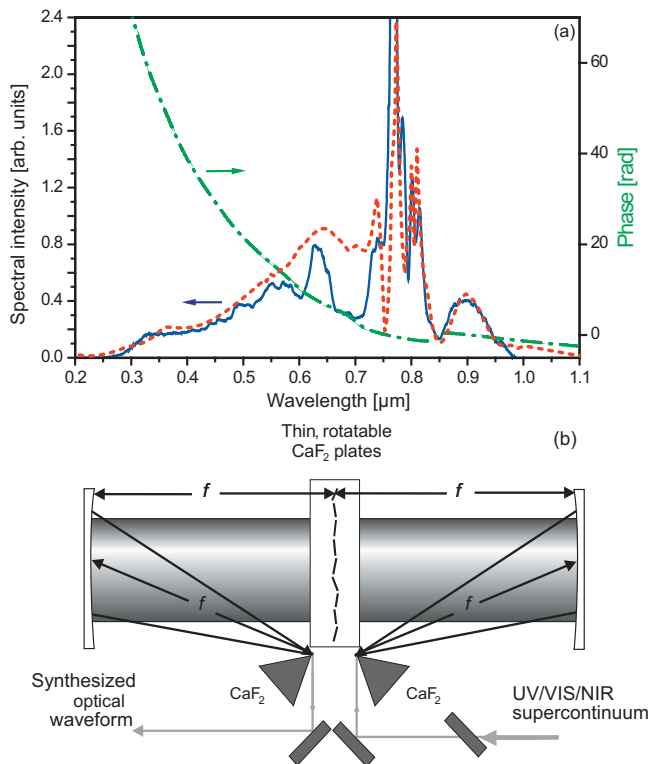 (a)
2.4
2.0
1.6
1.2
0.8
0.4
0.0
Spectral intensity [arb. units]
60
40
20
0
Phase [rad]
0.2 0.3 0.4 0.5 0.6 0.7 0.8 0.9 1.0 1.1
Wavelength [µm]
(b)
Thin, rotatable
CaF₂ plates
f f
f f
CaF₂ CaF₂
Synthesized
optical
waveform
UV/VIS/NIR
supercontinuum